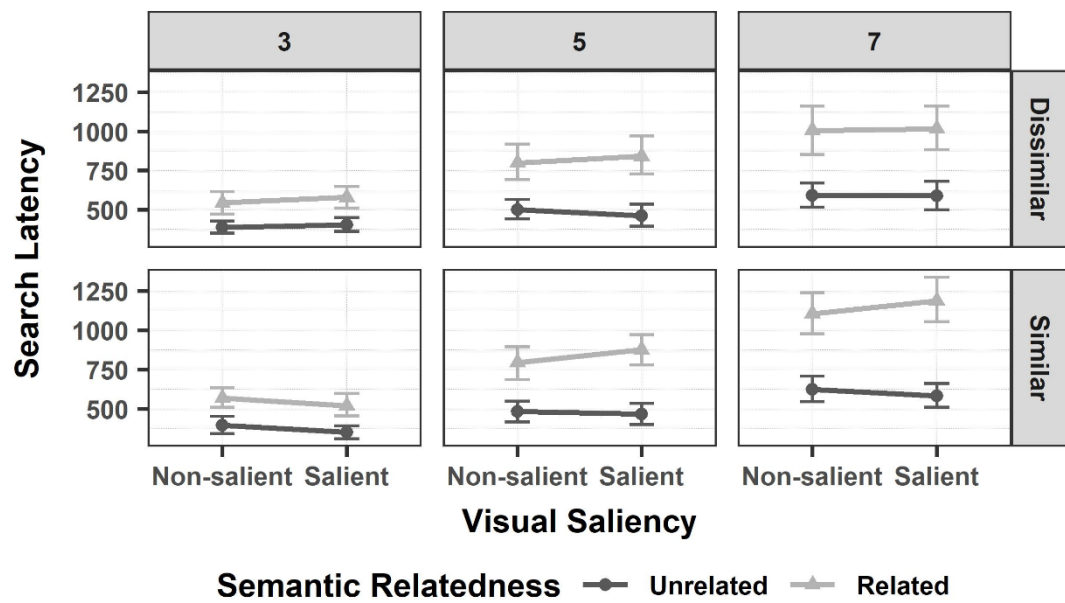 3 5 7
1250
1000
750
500
Dissimilar
1250
1000
750
500
Similar
Search Latency
Non-salient Salient Non-salient Salient Non-salient Salient
Visual Saliency
Semantic Relatedness Unrelated Related